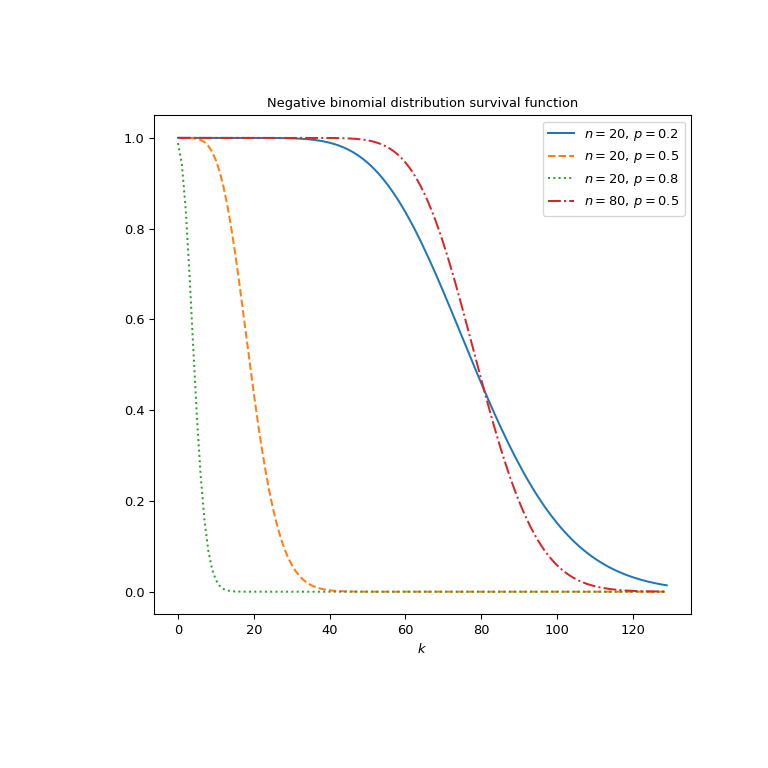 Negative binomial distribution survival function
n = 20, p = 0.2
n = 20, p = 0.5
n = 20, p = 0.8
n = 80, p = 0.5
1.0
0.8
0.6
0.4
0.2
0.0
0 20 40 60 80 100 120
k